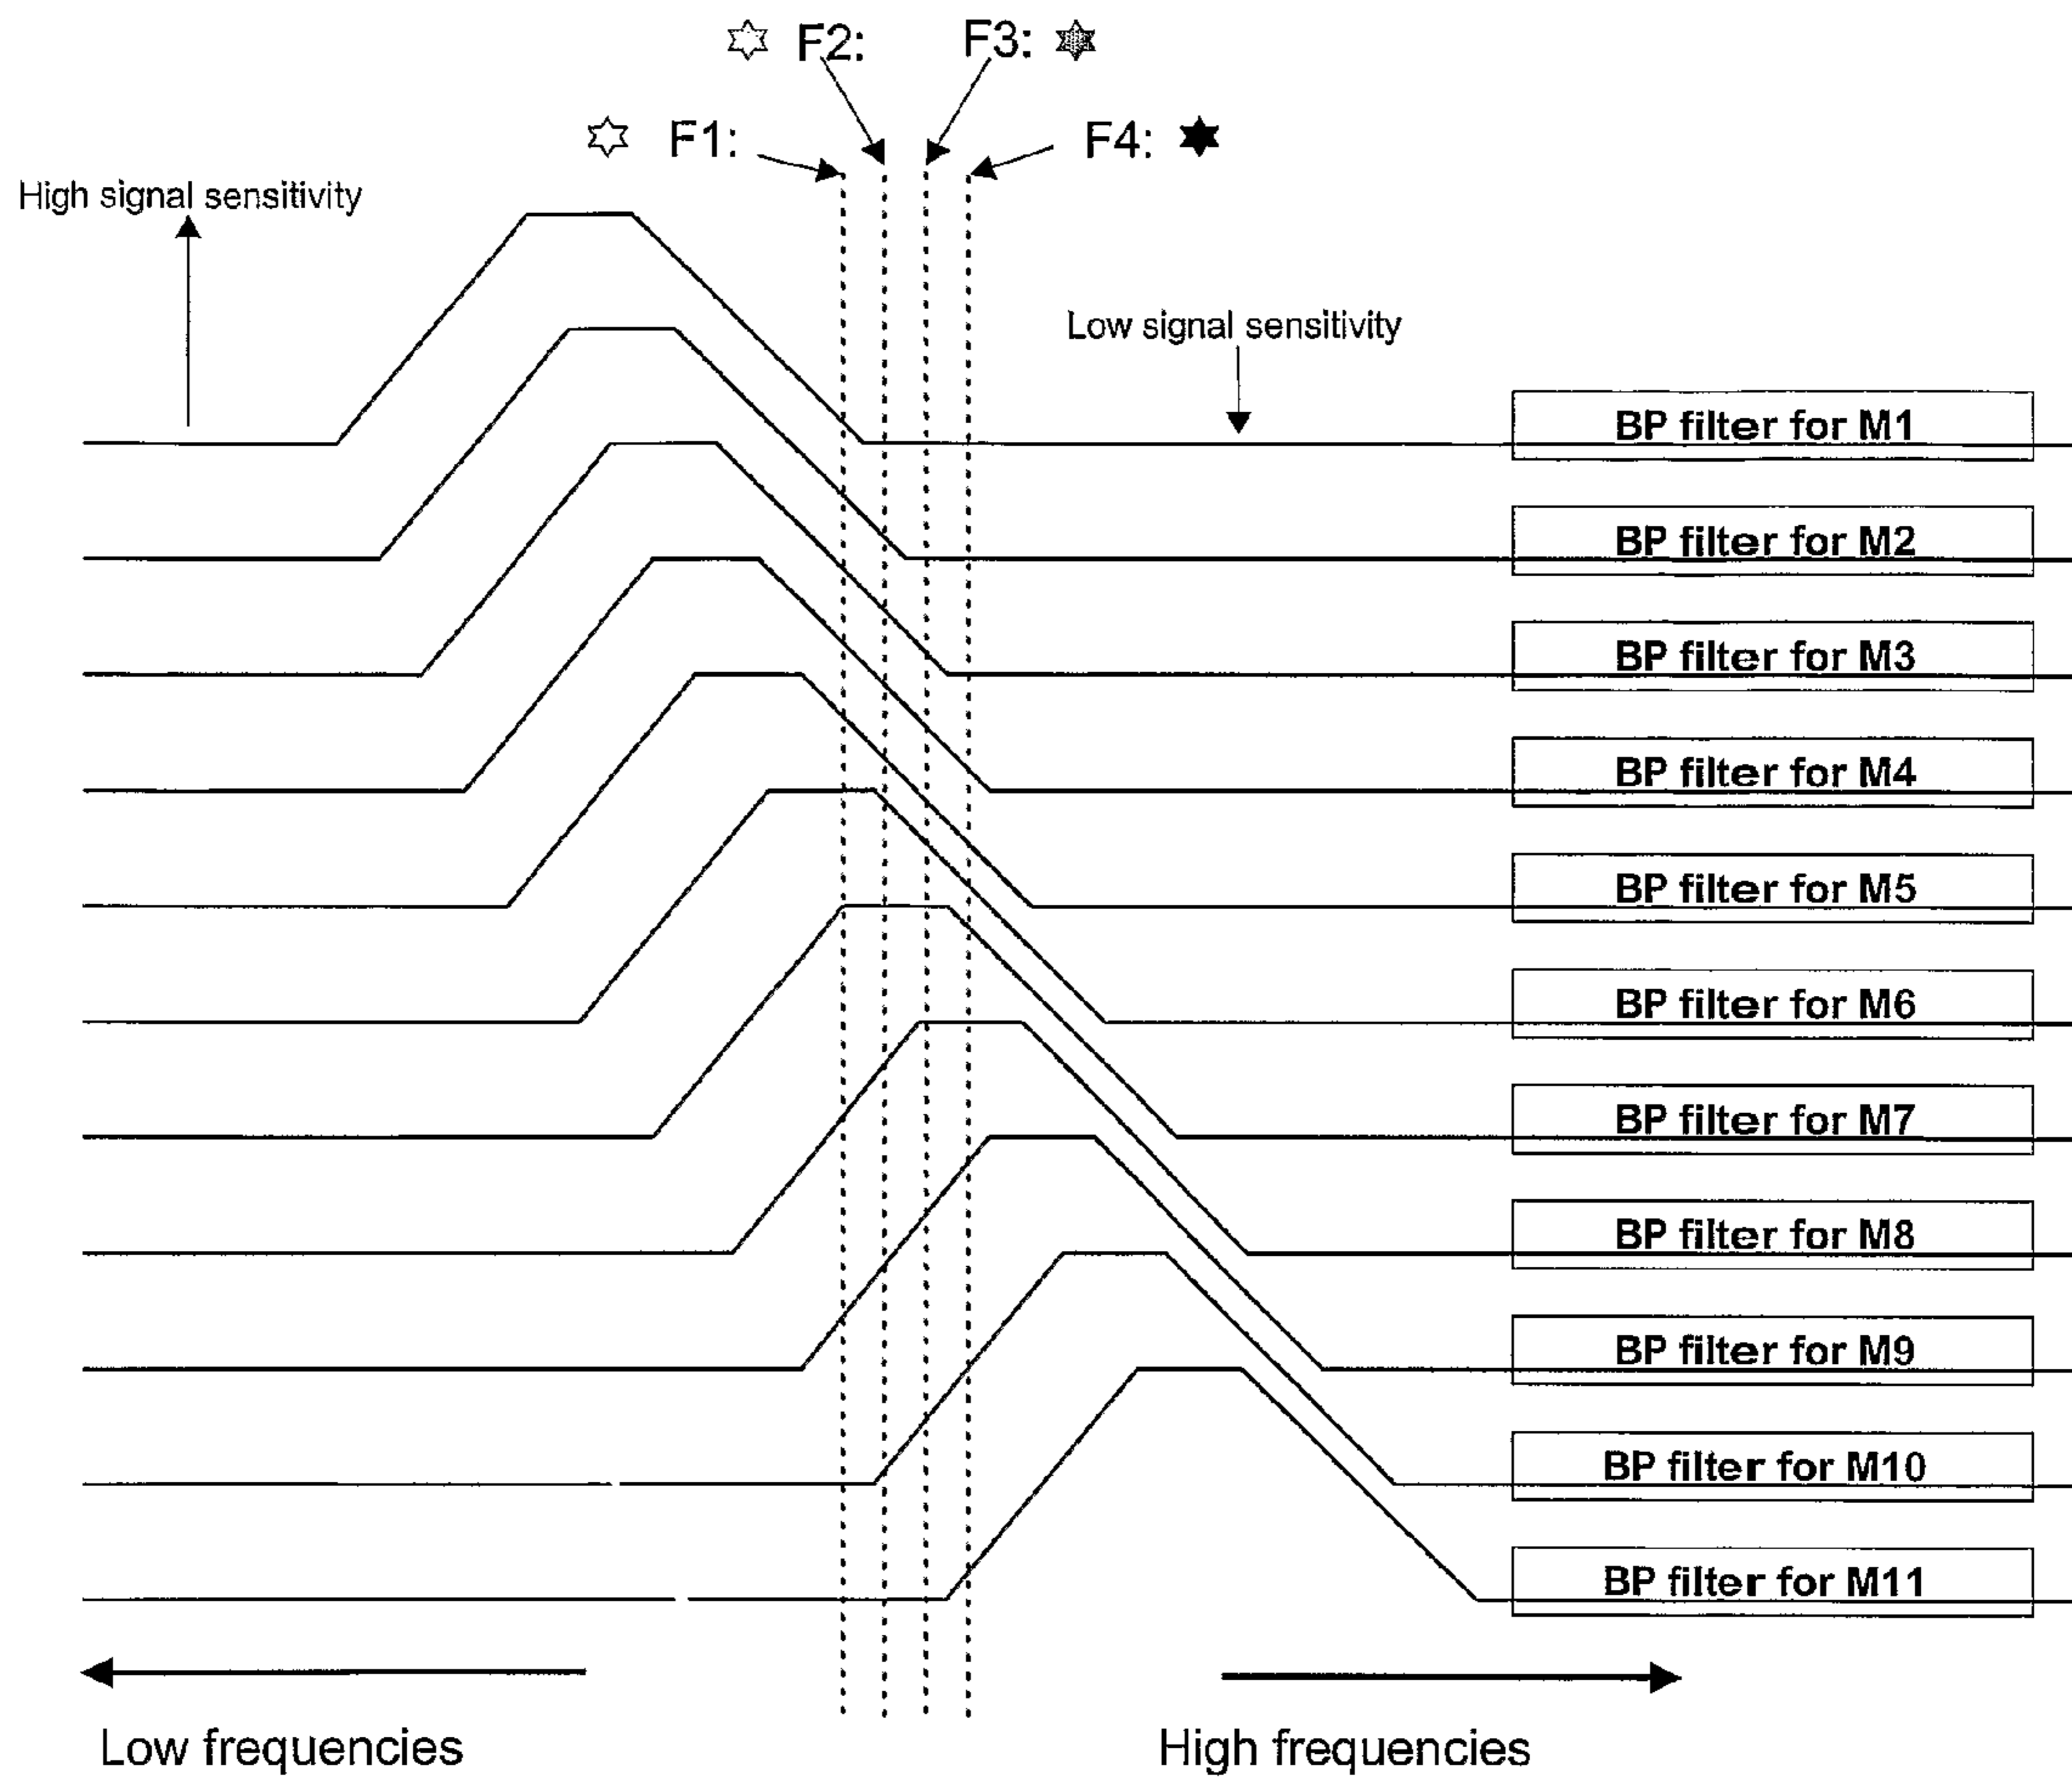 F2: F3:
F1: F4:
High signal sensitivity
Low signal sensitivity
BP filter for M1
BP filter for M2
BP filter for M3
BP filter for M4
BP filter for M5
BP filter for M6
BP filter for M7
BP filter for M8
BP filter for M9
BP filter for M10
BP filter for M11
Low frequencies High frequencies